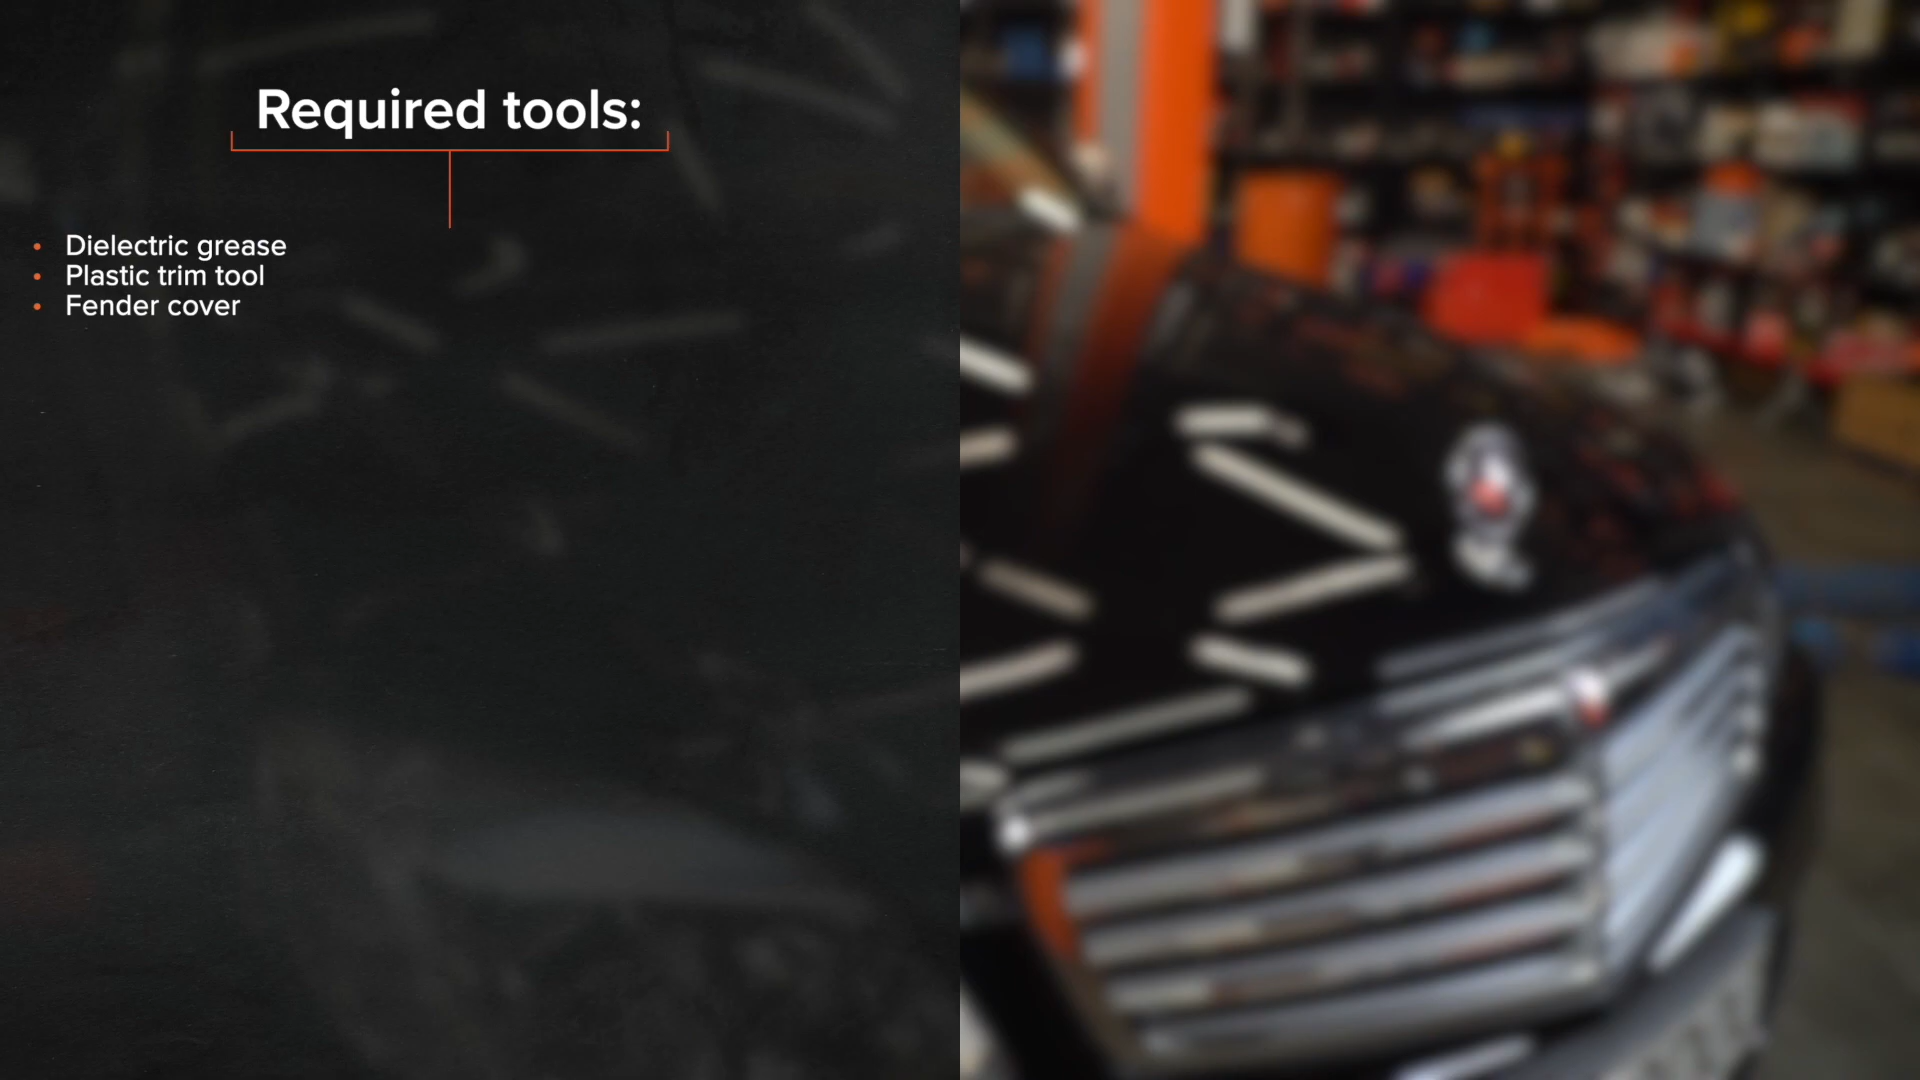 Required tools:
• Dielectric grease
• Plastic trim tool
• Fender cover